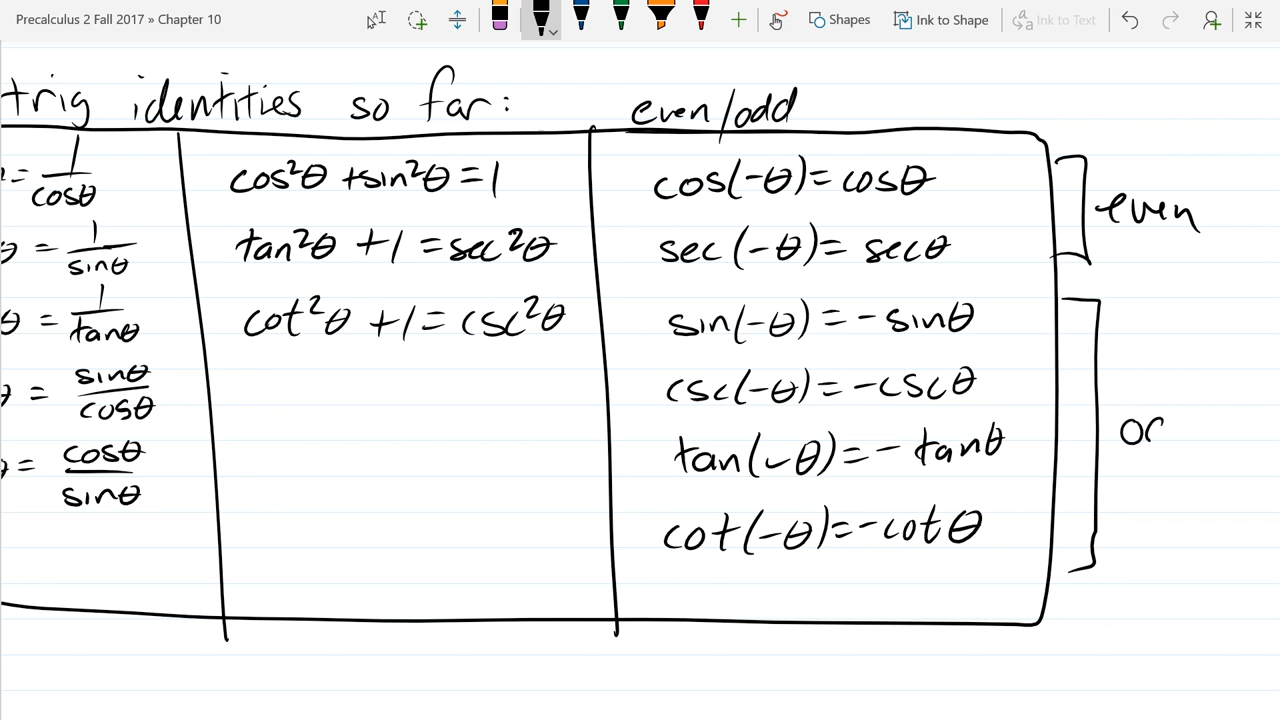 Precalculus 2 Fall 2017 » Chapter 10
Shapes
Ink to Shape
Ink to Text
trig identities so far:
even/odd
= 1/cosθ
θ = 1/sinθ
θ = 1/tanθ
θ = sinθ/cosθ
θ = cosθ/sinθ
cos²θ + sin²θ = 1
tan²θ + 1 = sec²θ
cot²θ + 1 = csc²θ
cos(-θ) = cosθ
sec(-θ) = secθ
sin(-θ) = -sinθ
csc(-θ) = -cscθ
tan(-θ) = -tanθ
cot(-θ) = -cotθ
even